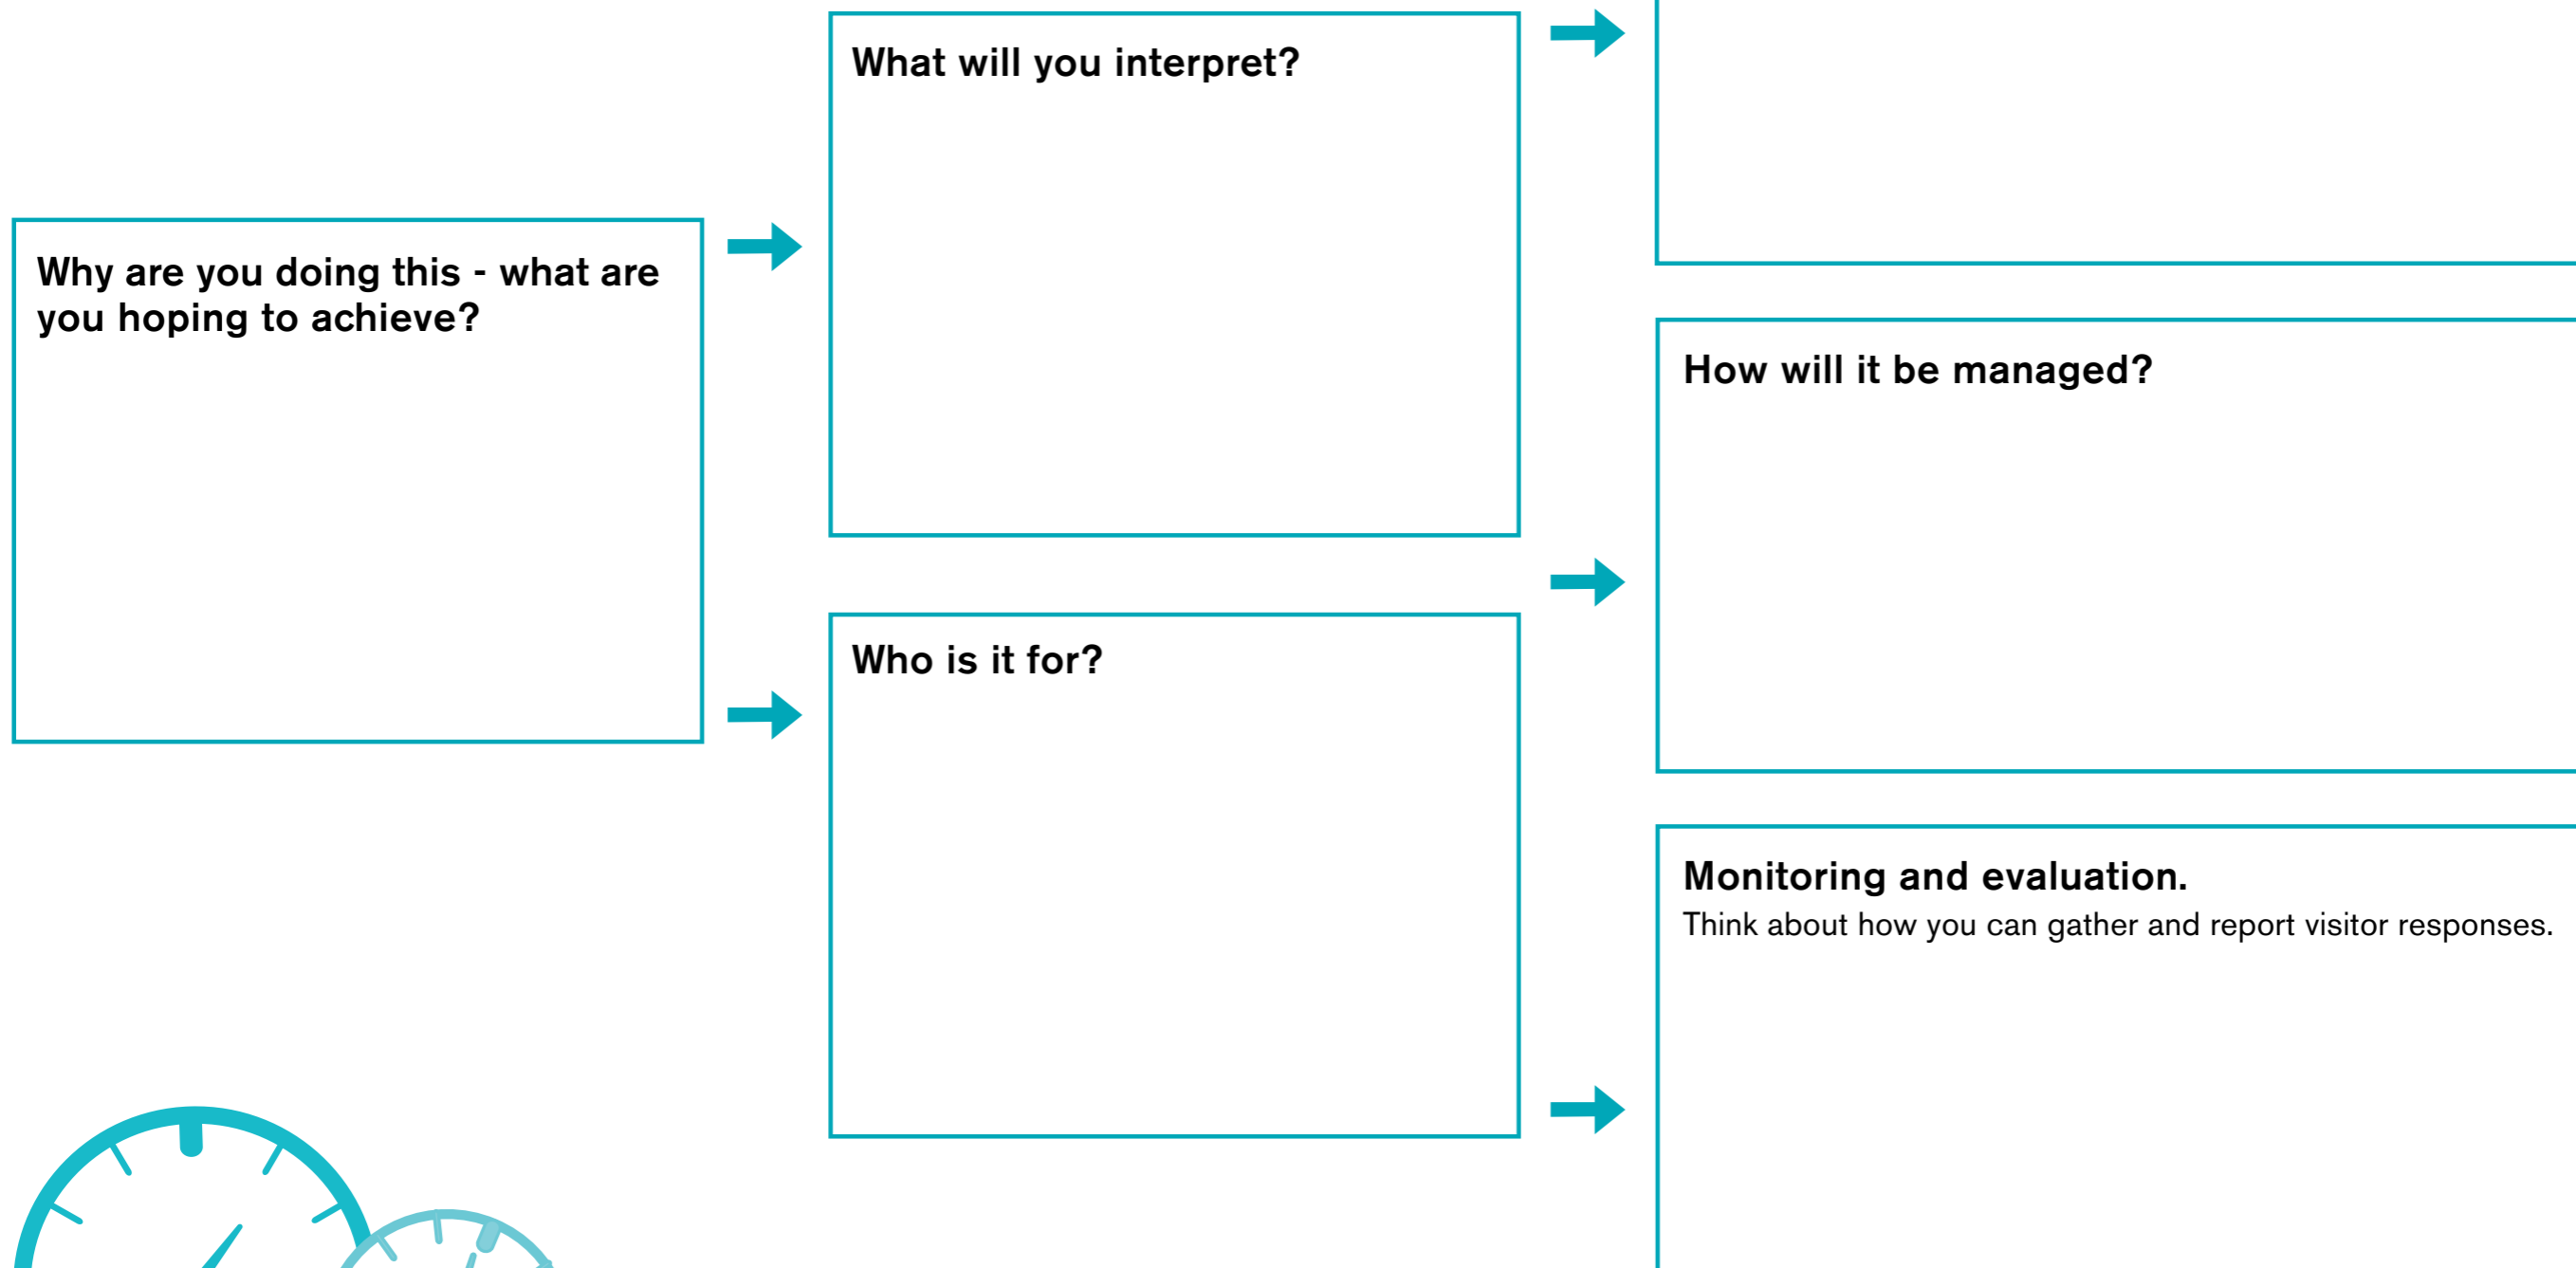 Why are you doing this - what are
you hoping to achieve?
What will you interpret?
Who is it for?
How will it be managed?
Monitoring and evaluation.
Think about how you can gather and report visitor responses.